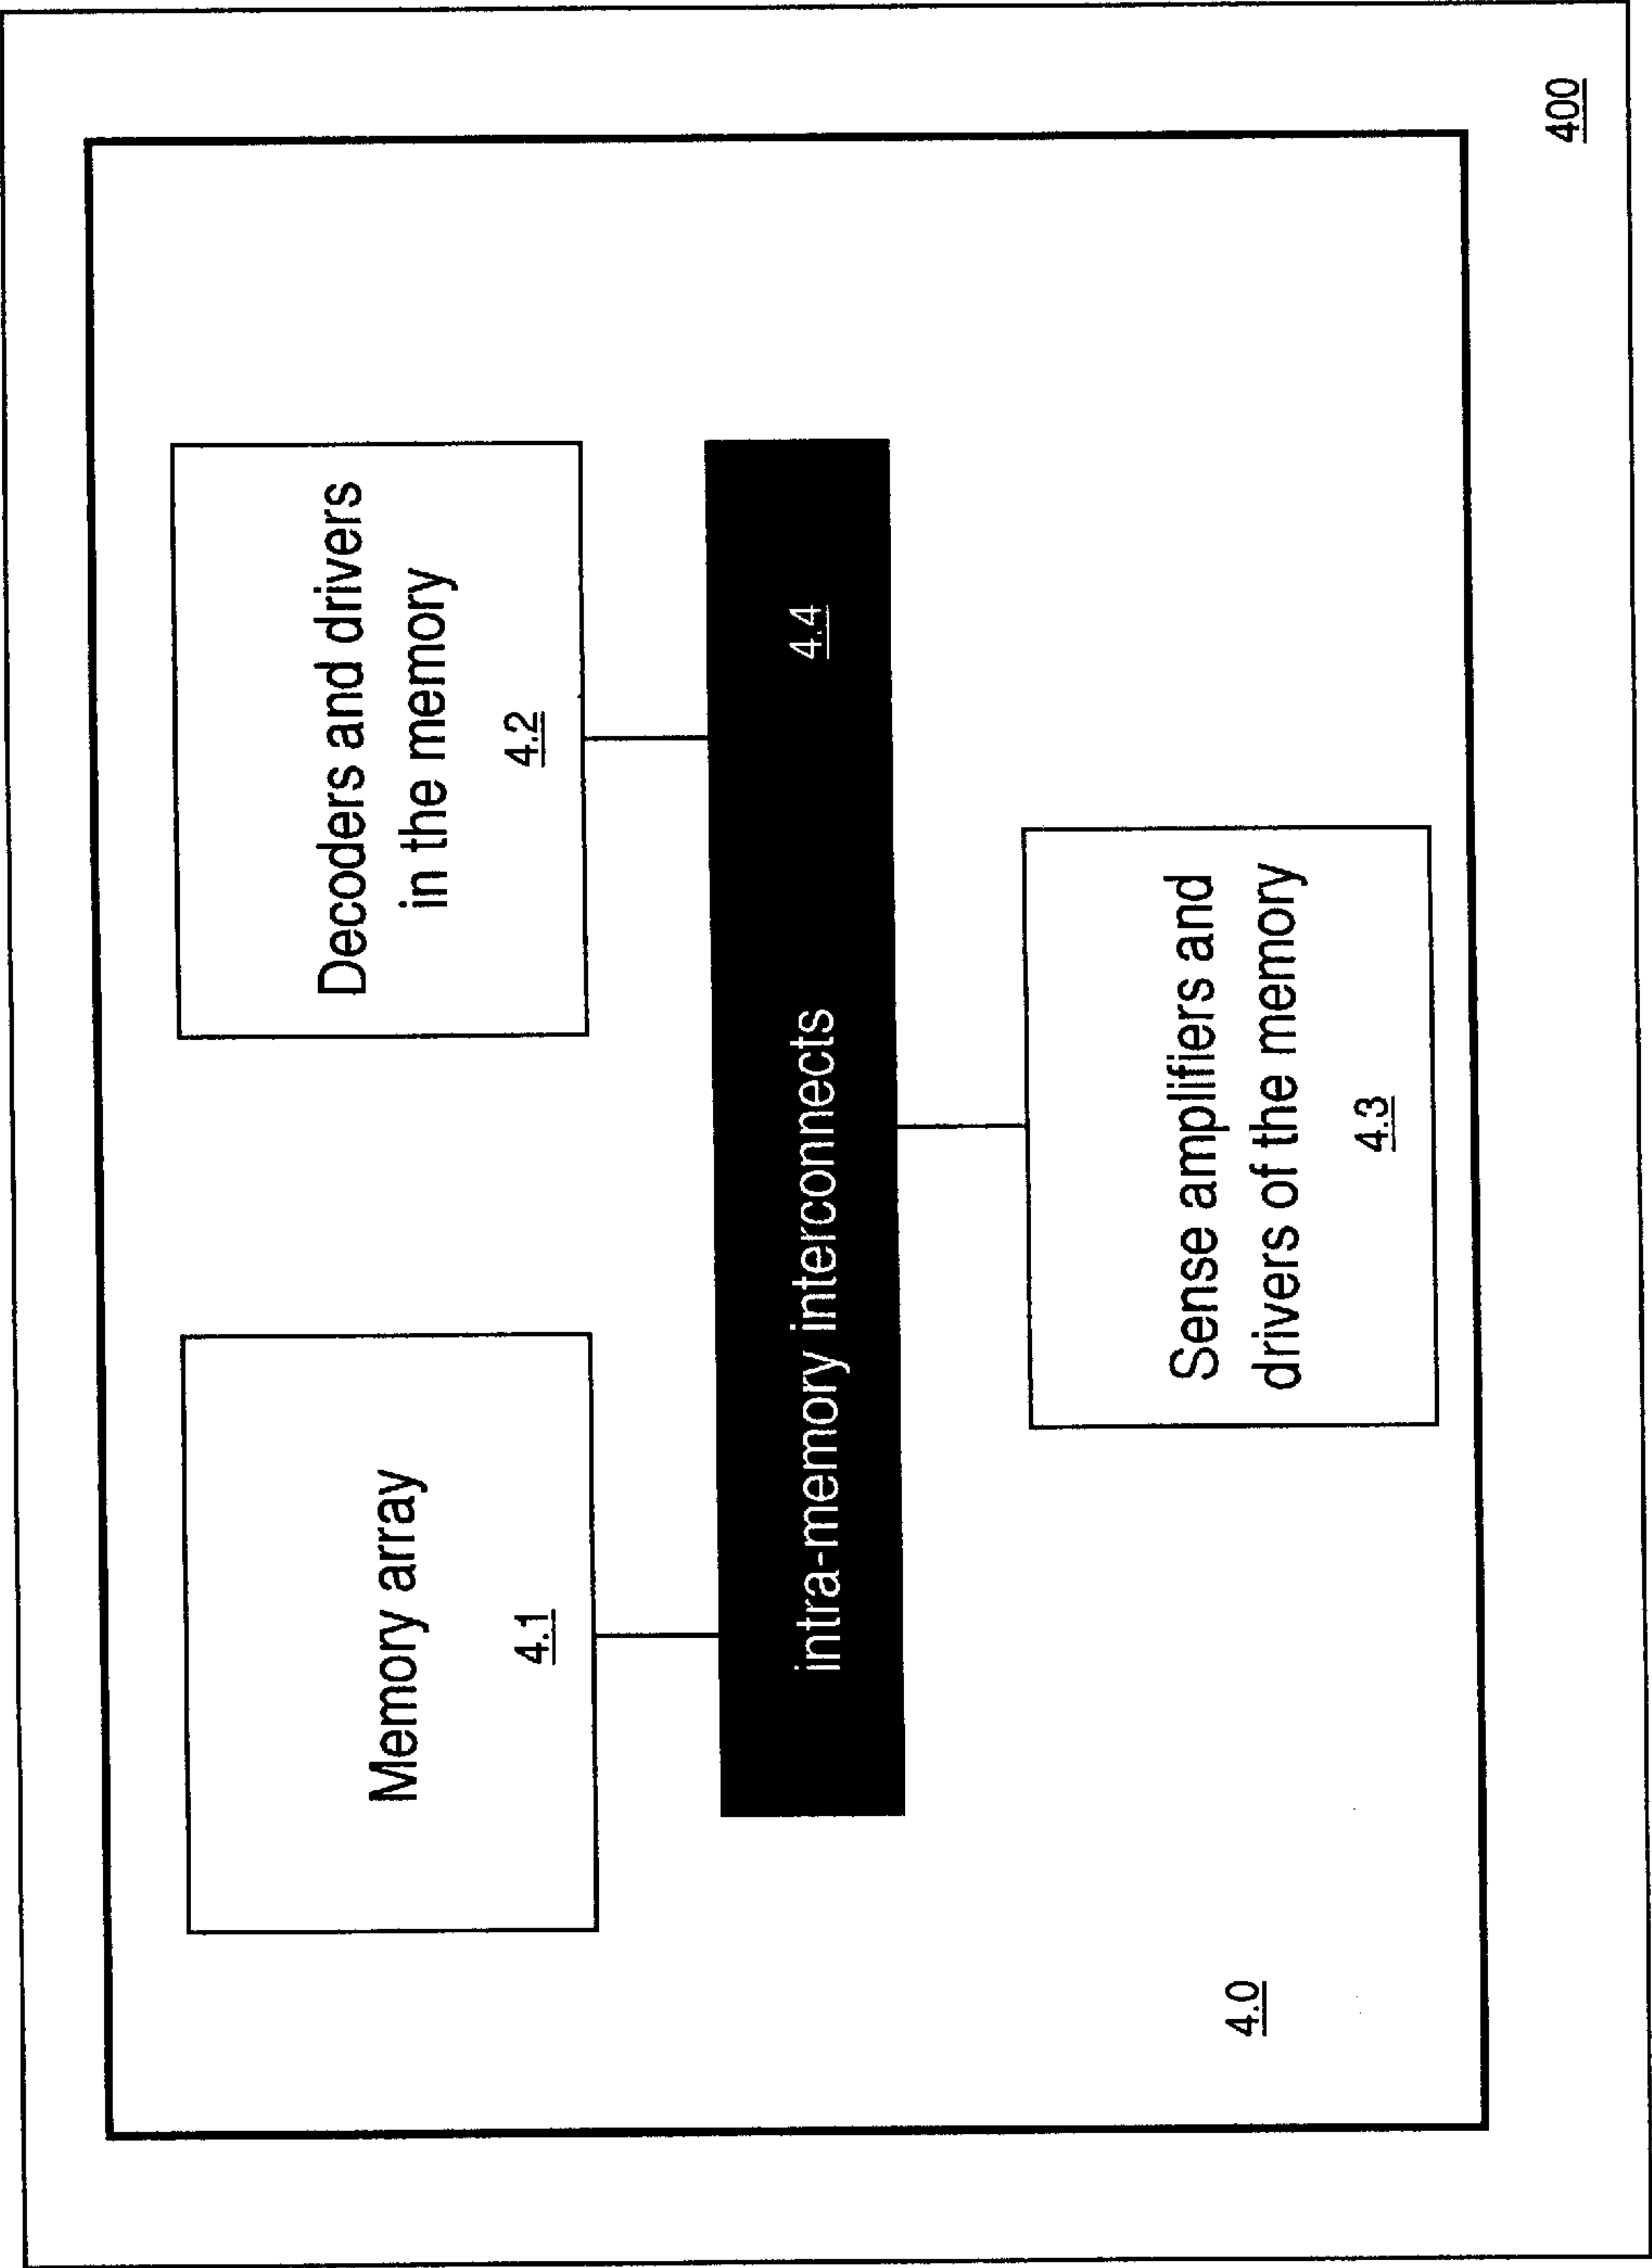 Memory array
4.1
Decoders and drivers
in the memory
4.2
intra-memory interconnects
4.4
Sense amplifiers and
drivers of the memory
4.3
4.0
400